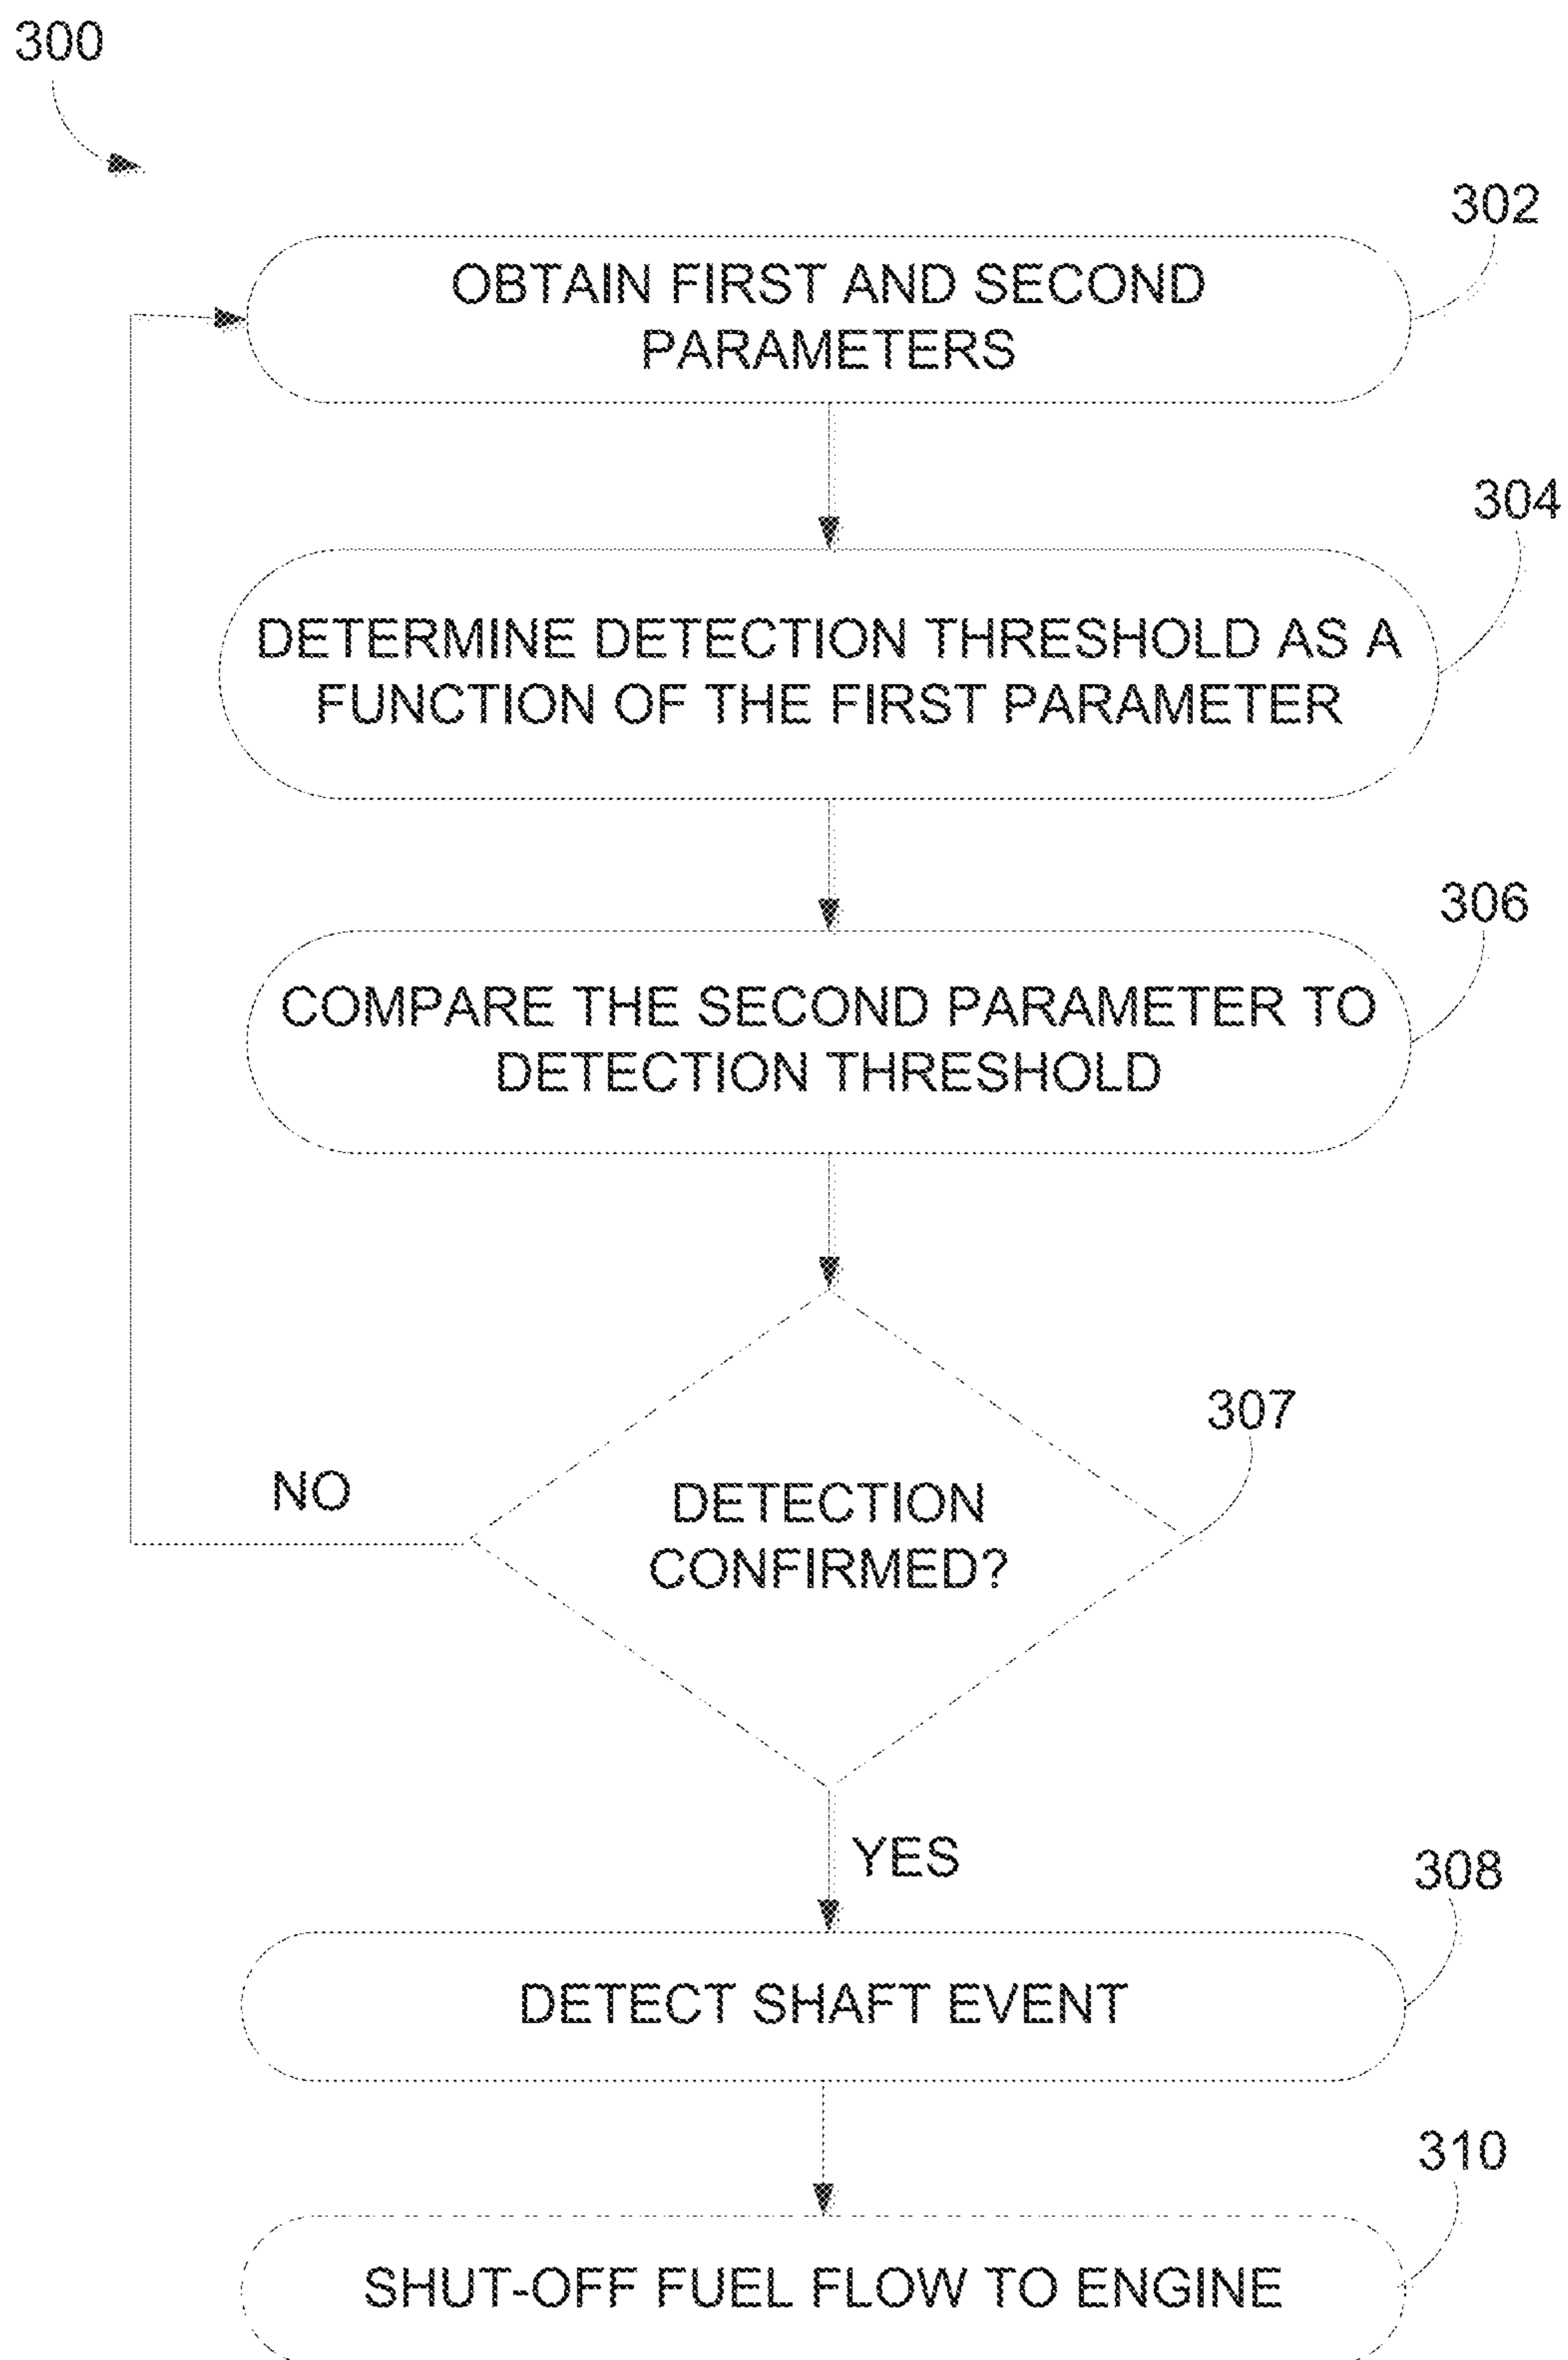 300
302
OBTAIN FIRST AND SECOND
PARAMETERS
304
DETERMINE DETECTION THRESHOLD AS A
FUNCTION OF THE FIRST PARAMETER
306
COMPARE THE SECOND PARAMETER TO
DETECTION THRESHOLD
307
NO
DETECTION
CONFIRMED?
YES
308
DETECT SHAFT EVENT
310
SHUT-OFF FUEL FLOW TO ENGINE